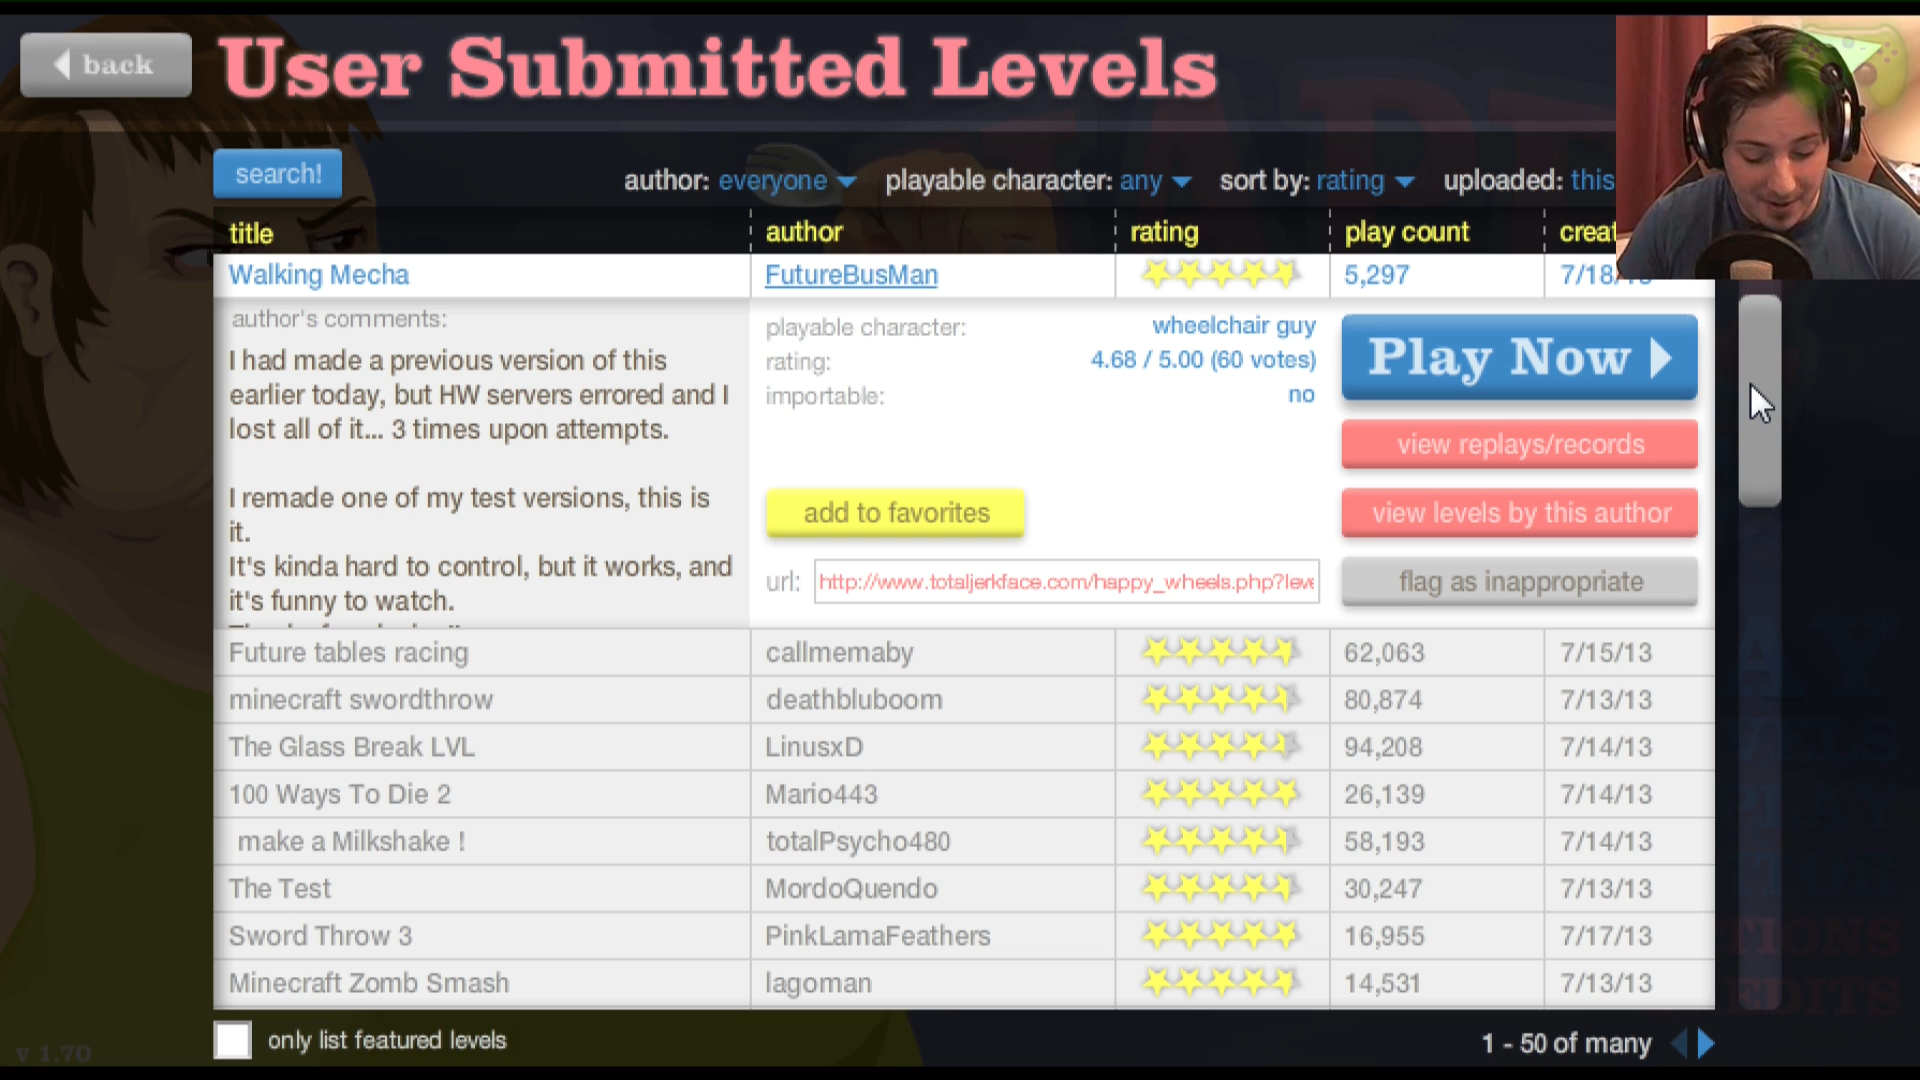 back
User Submitted Levels
search!
author: everyone playable character: any sort by: rating uploaded: this
title author rating play count creat
Walking Mecha FutureBusMan 5,297 7/18/
author's comments:
I had made a previous version of this
earlier today, but HW servers errored and I
lost all of it... 3 times upon attempts.
I remade one of my test versions, this is
it.
It's kinda hard to control, but it works, and
it's funny to watch.
playable character: wheelchair guy
rating: 4.68 / 5.00 (60 votes)
importable: no
add to favorites
url: http://www.totaljerkface.com/happy_wheels.php?leve
Play Now
view replays/records
view levels by this author
flag as inappropriate
Future tables racing callmemaby 62,063 7/15/13
minecraft swordthrow deathbluboom 80,874 7/13/13
The Glass Break LVL LinusxD 94,208 7/14/13
100 Ways To Die 2 Mario443 26,139 7/14/13
make a Milkshake ! totalPsycho480 58,193 7/14/13
The Test MordoQuendo 30,247 7/13/13
Sword Throw 3 PinkLamaFeathers 16,955 7/17/13
Minecraft Zomb Smash lagoman 14,531 7/13/13
only list featured levels
1 - 50 of many
v 1.70